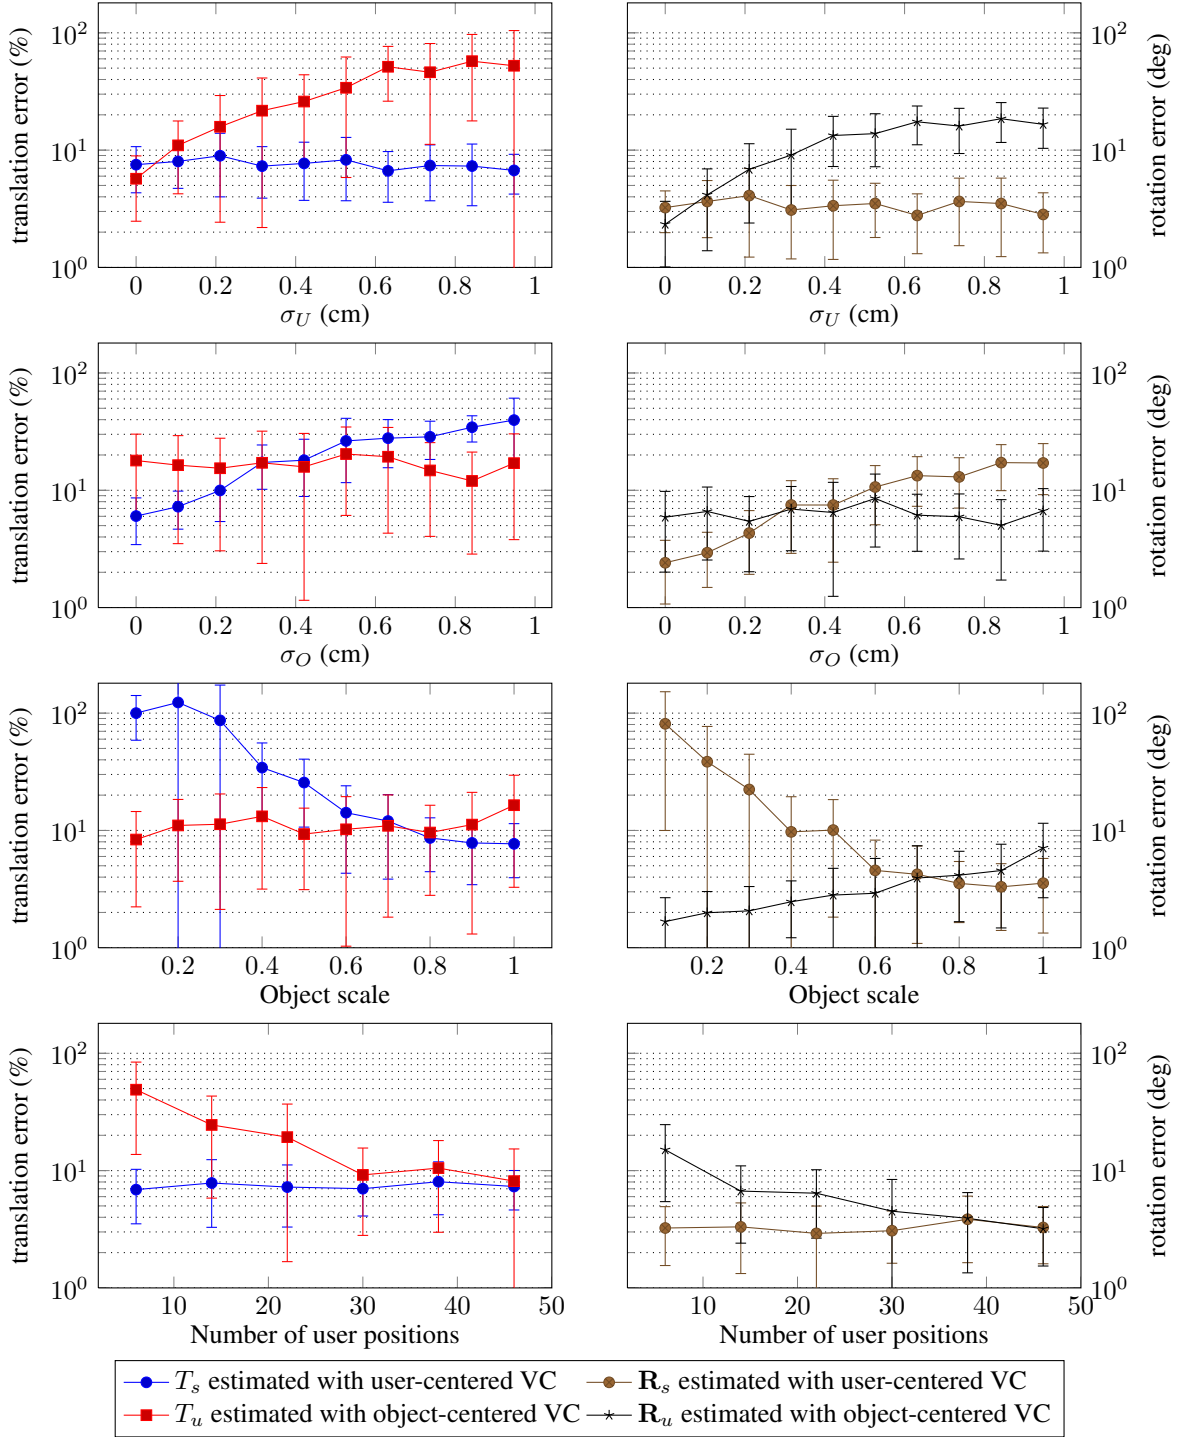 translation error (%)
10^2
10^1
10^0
0 0.2 0.4 0.6 0.8 1
σ_U (cm)
10^2
10^1
10^0
rotation error (deg)
0 0.2 0.4 0.6 0.8 1
σ_U (cm)
translation error (%)
10^2
10^1
10^0
0 0.2 0.4 0.6 0.8 1
σ_O (cm)
10^2
10^1
10^0
rotation error (deg)
0 0.2 0.4 0.6 0.8 1
σ_O (cm)
translation error (%)
10^2
10^1
10^0
0.2 0.4 0.6 0.8 1
Object scale
10^2
10^1
10^0
rotation error (deg)
0.2 0.4 0.6 0.8 1
Object scale
translation error (%)
10^2
10^1
10^0
10 20 30 40 50
Number of user positions
10^2
10^1
10^0
rotation error (deg)
10 20 30 40 50
Number of user positions
T_s estimated with user-centered VC
R_s estimated with user-centered VC
T_u estimated with object-centered VC
R_u estimated with object-centered VC